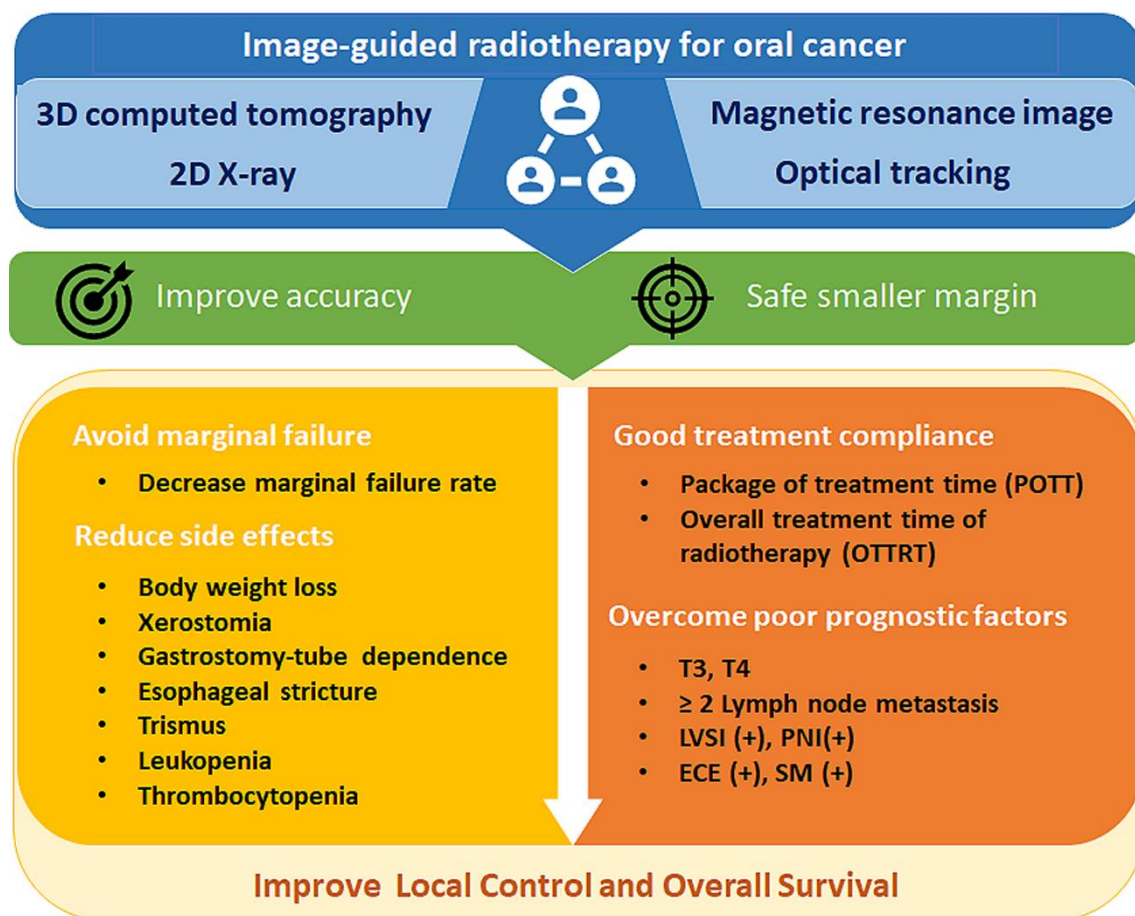 Image-guided radiotherapy for oral cancer
3D computed tomography
2D X-ray
Magnetic resonance image
Optical tracking
Improve accuracy
Safe smaller margin
Avoid marginal failure
• Decrease marginal failure rate
Reduce side effects
• Body weight loss
• Xerostomia
• Gastrostomy-tube dependence
• Esophageal stricture
• Trismus
• Leukopenia
• Thrombocytopenia
Good treatment compliance
• Package of treatment time (POTT)
• Overall treatment time of
radiotherapy (OTTRT)
Overcome poor prognostic factors
• T3, T4
• ≥ 2 Lymph node metastasis
• LVSI (+), PNI(+)
• ECE (+), SM (+)
Improve Local Control and Overall Survival